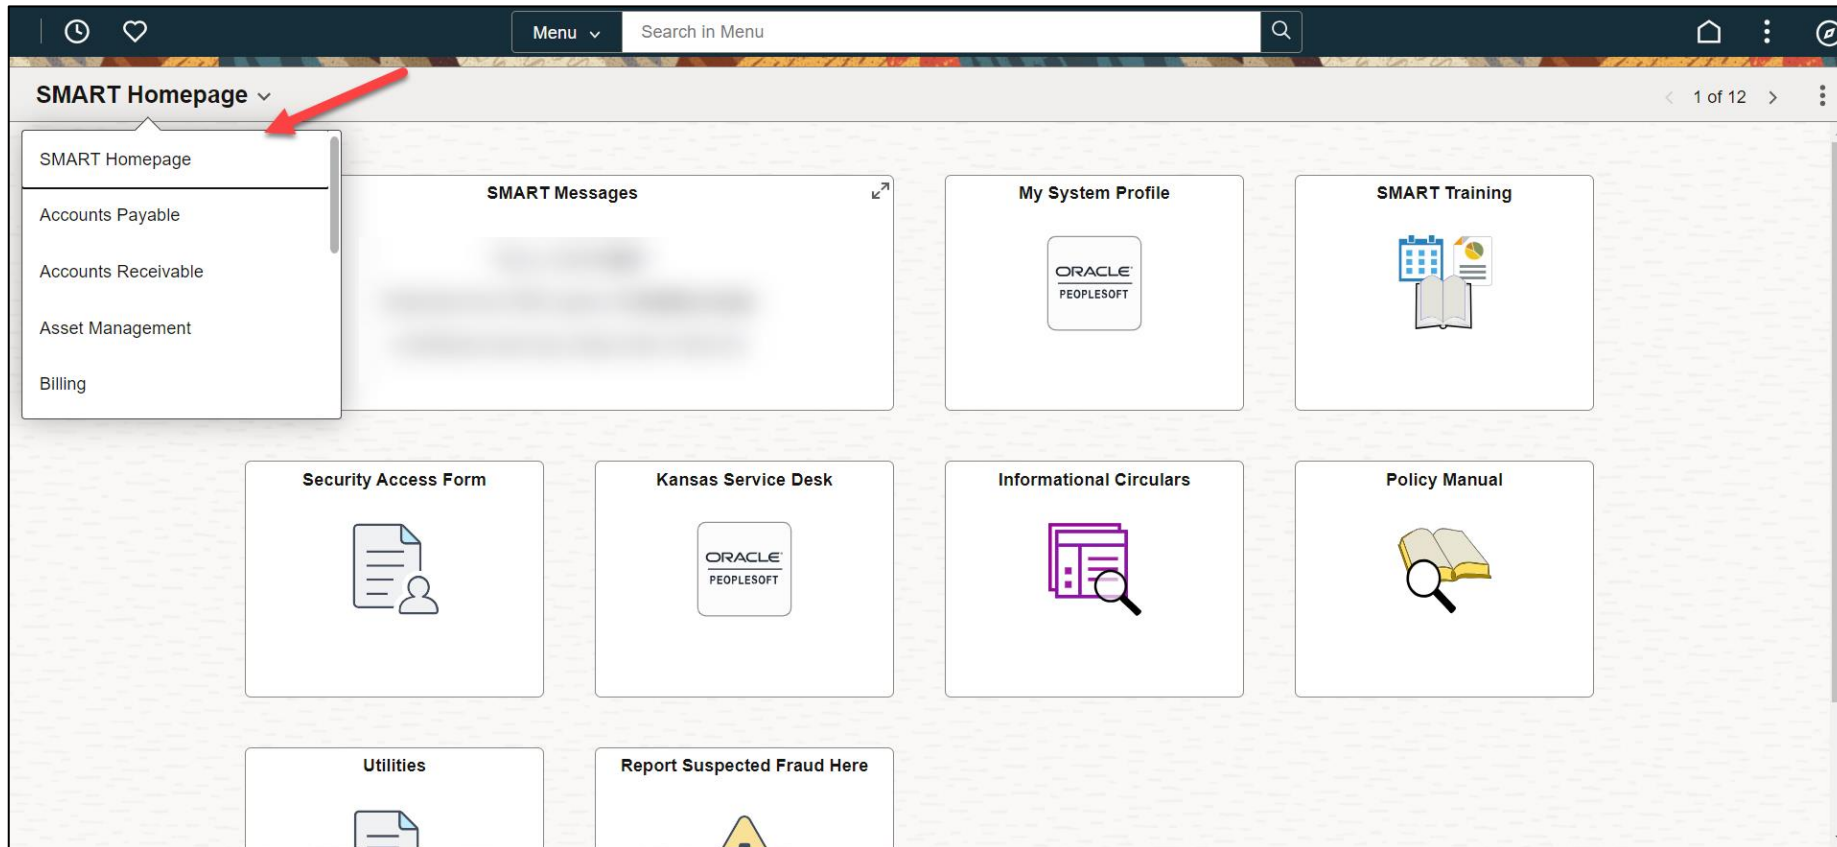 Menu
Search in Menu
SMART Homepage
1 of 12
SMART Homepage
Accounts Payable
Accounts Receivable
Asset Management
Billing
SMART Messages
My System Profile
ORACLE
PEOPLESOFT
SMART Training
Security Access Form
Kansas Service Desk
ORACLE
PEOPLESOFT
Informational Circulars
Policy Manual
Utilities
Report Suspected Fraud Here